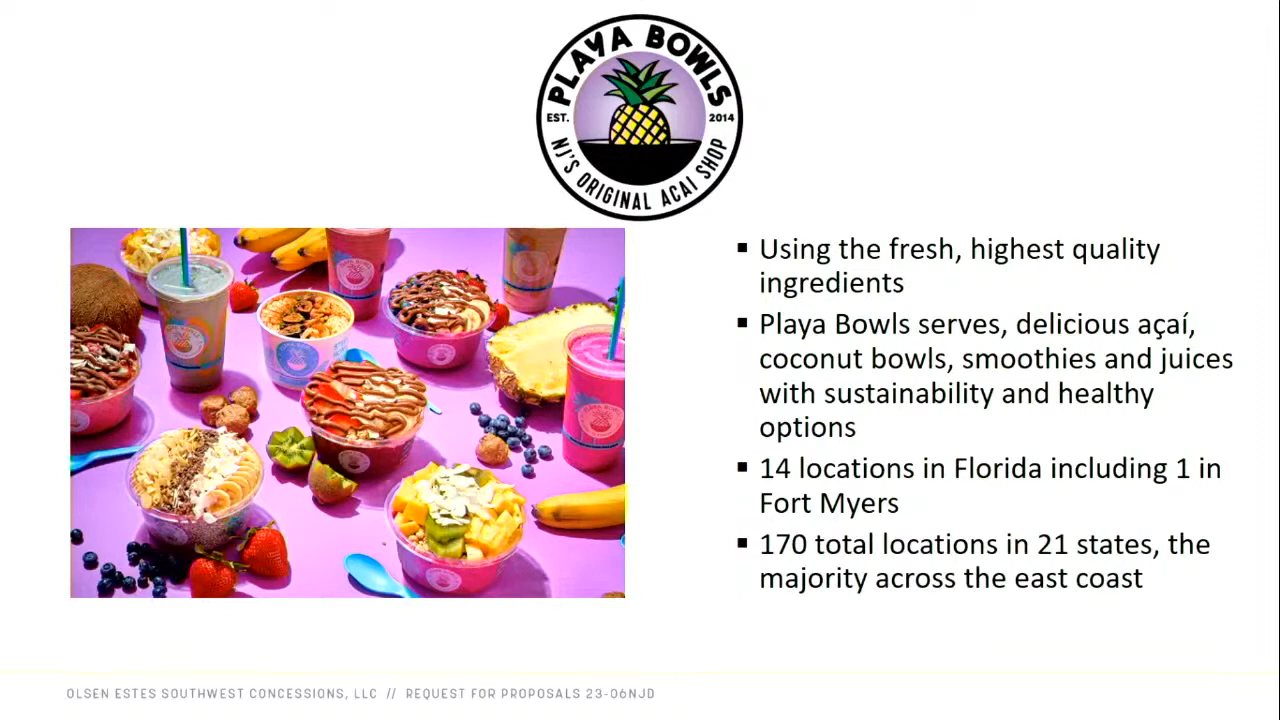 PLAYA BOWLS
EST. 2014
NJ'S ORIGINAL ACAI SHOP
▪ Using the fresh, highest quality
ingredients
▪ Playa Bowls serves, delicious açaí,
coconut bowls, smoothies and juices
with sustainability and healthy
options
▪ 14 locations in Florida including 1 in
Fort Myers
▪ 170 total locations in 21 states, the
majority across the east coast
PLAYA BOWLS
OLSEN ESTES SOUTHWEST CONCESSIONS, LLC // REQUEST FOR PROPOSALS 23-06NJD